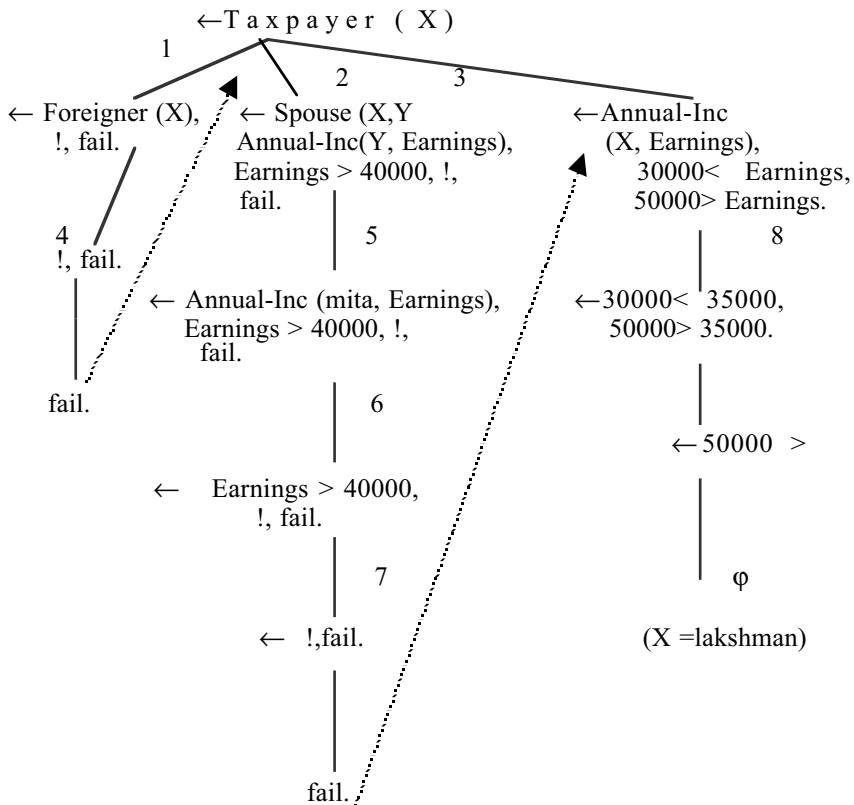 ←Taxpayer ( X )
1
2
3
← Foreigner (X),
!, fail.
4
!, fail.
fail.
← Spouse (X,Y
Annual-Inc(Y, Earnings),
Earnings > 40000, !,
fail.
5
← Annual-Inc (mita, Earnings),
Earnings > 40000, !,
fail.
6
← Earnings > 40000,
!, fail.
7
← !,fail.
fail.
←Annual-Inc
(X, Earnings),
30000< Earnings,
50000> Earnings.
8
←30000< 35000,
50000> 35000.
←50000 >
φ
(X =lakshman)